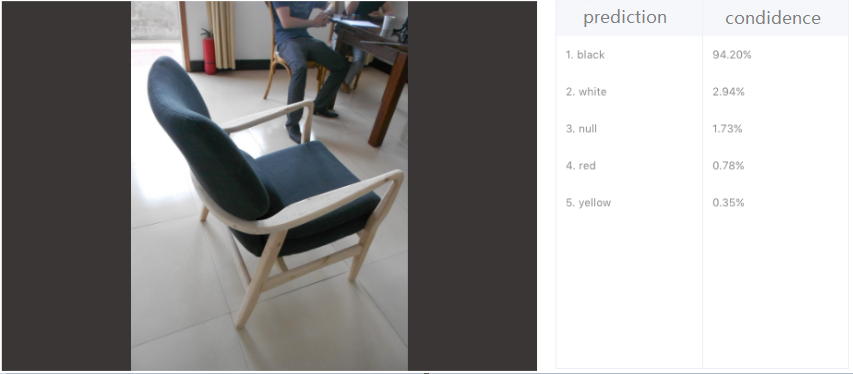 prediction condidence
1. black 94.20%
2. white 2.94%
3. null 1.73%
4. red 0.78%
5. yellow 0.35%